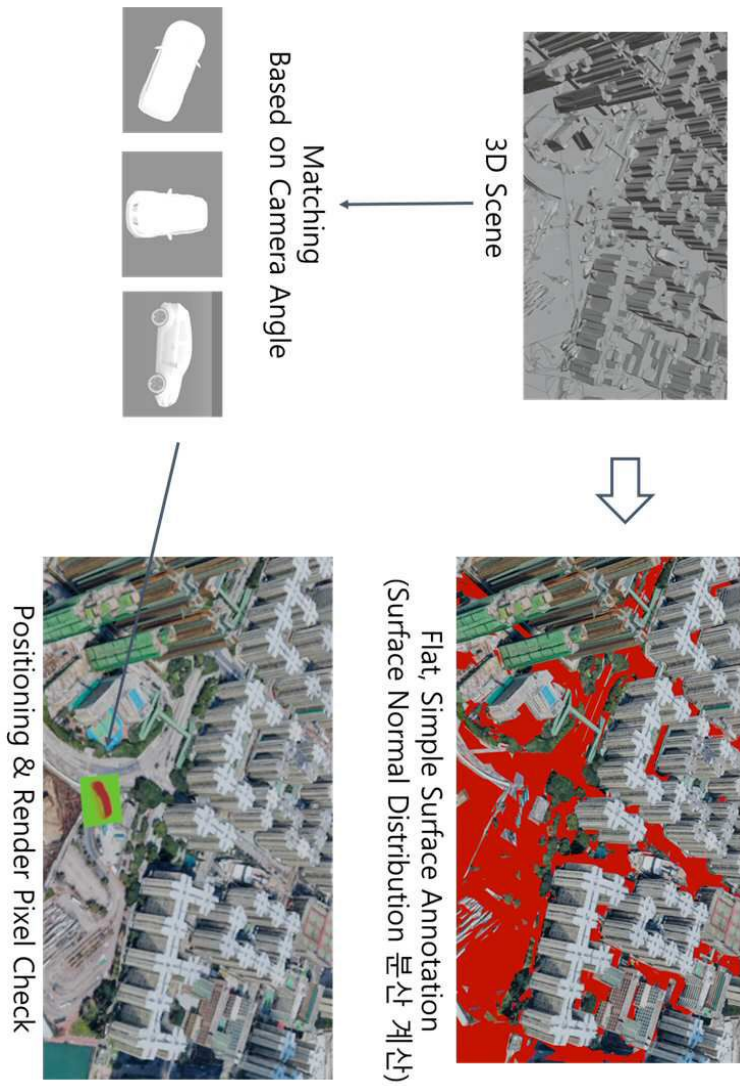 3D Scene
Flat, Simple Surface Annotation
(Surface Normal Distribution 분산 계산)
Matching
Based on Camera Angle
Positioning & Render Pixel Check